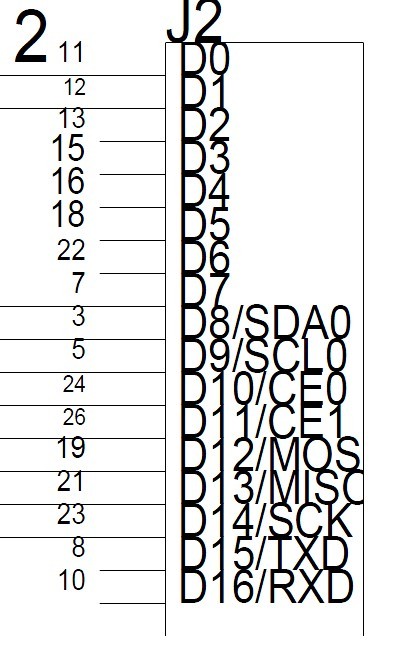 2
J2
11 D0
12 D1
13 D2
15 D3
16 D4
18 D5
22 D6
7 D7
3 D8/SDA0
5 D9/SCL0
24 D10/CE0
26 D11/CE1
19 D12/MOS
21 D13/MISO
23 D14/SCK
8 D15/TXD
10 D16/RXD